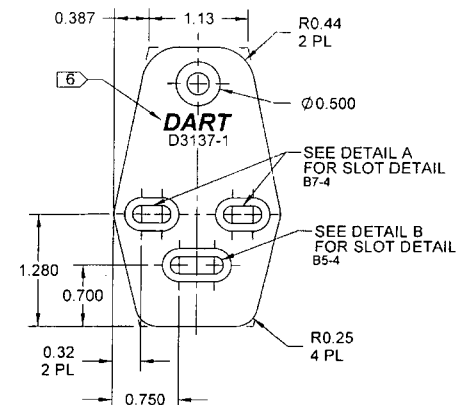 0.387
1.13
R0.44
2 PL
6
Ø0.500
DART
D3137-1
SEE DETAIL A
FOR SLOT DETAIL
B7-4
SEE DETAIL B
FOR SLOT DETAIL
B5-4
1.280
0.700
0.32
2 PL
R0.25
4 PL
0.750